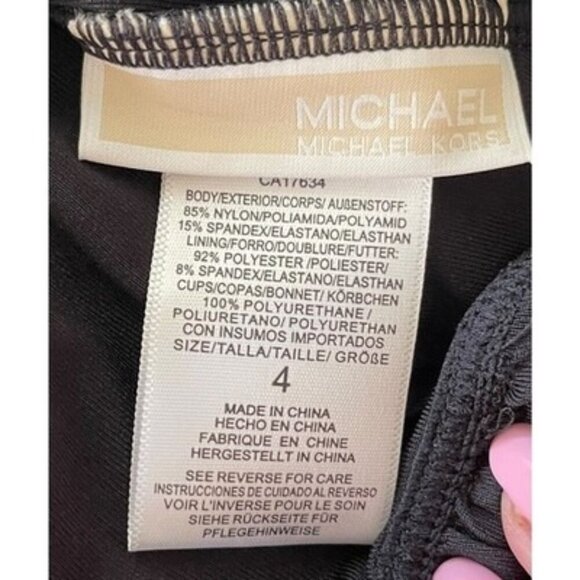 MICHAEL
MICHAEL KORS
CA17634
BODY/EXTERIOR/CORPS/ AUßENSTOFF:
85% NYLON/POLIAMIDA/POLYAMID
15% SPANDEX/ELASTANO/ELASTHAN
LINING/FORRO/DOUBLURE/FUTTER:
92% POLYESTER /POLIESTER/
8% SPANDEX/ELASTANO/ELASTHAN
CUPS/COPAS/BONNET/ KÖRBCHEN
100% POLYURETHANE /
POLIURETANO/ POLYURETHAN
CON INSUMOS IMPORTADOS
SIZE/TALLA/TAILLE/ GRÖßE
4
MADE IN CHINA
HECHO EN CHINA
FABRIQUE EN CHINE
HERGESTELLT IN CHINA
SEE REVERSE FOR CARE
INSTRUCCIONES DE CUIDADO AL REVERSO
VOIR L'INVERSE POUR LE SOIN
SIEHE RÜCKSEITE FÜR
PFLEGEHINWEISE